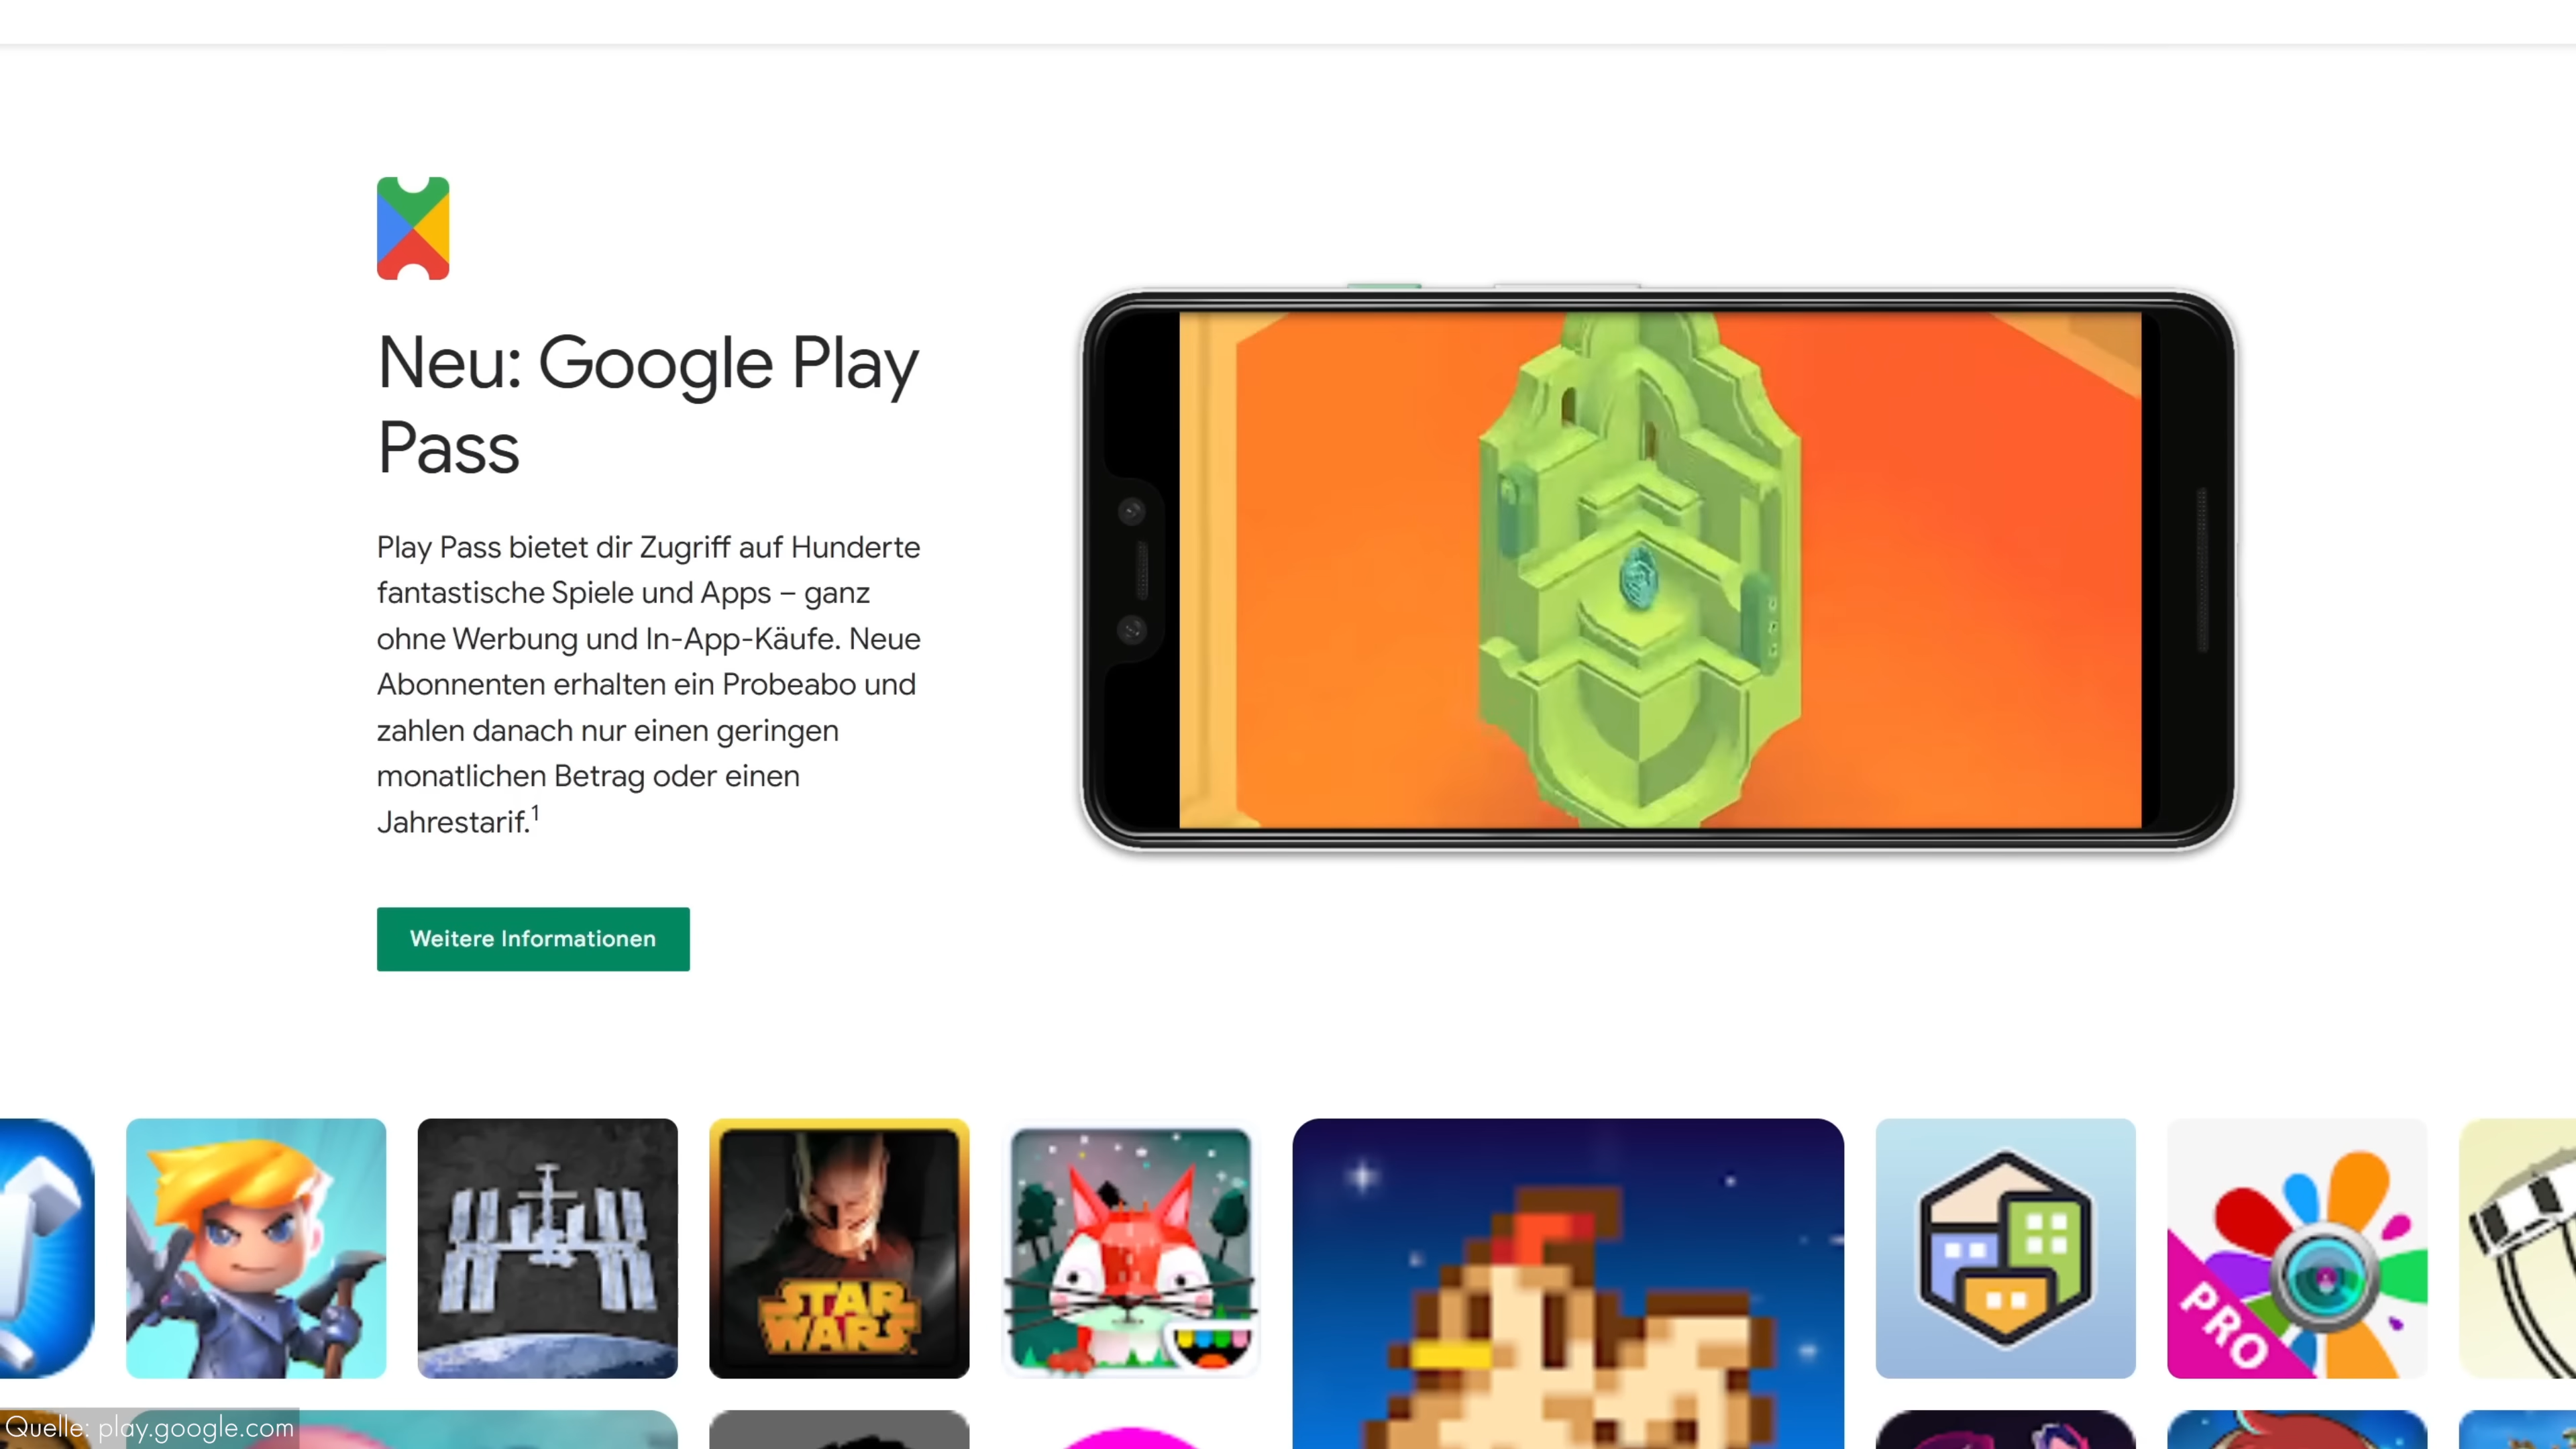 Neu: Google Play
Pass
Play Pass bietet dir Zugriff auf Hunderte
fantastische Spiele und Apps – ganz
ohne Werbung und In-App-Käufe. Neue
Abonnenten erhalten ein Probeabo und
zahlen danach nur einen geringen
monatlichen Betrag oder einen
Jahrestarif.¹
Weitere Informationen
STAR
WARS
PRO
Quelle: play.google.com